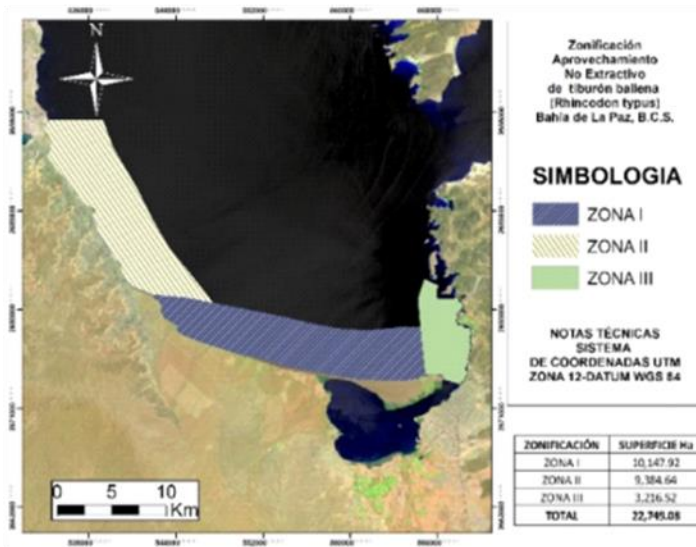 N
Zonificación
Aprovechamiento
No Extractivo
de tiburón ballena
[Rhincodon typus]
Bahía de La Paz, B.C.S.
SIMBOLOGIA
ZONA I
ZONA II
ZONA III
NOTAS TÉCNICAS
SISTEMA
DE COORDENADAS UTM
ZONA 12-DATUM WGS 84
ZONIFICACIÓN SUPERFICIE Ha
ZONA I 10,147.92
ZONA II 9,384.64
ZONA III 3,216.52
TOTAL 22,749.08
0 5 10
Km